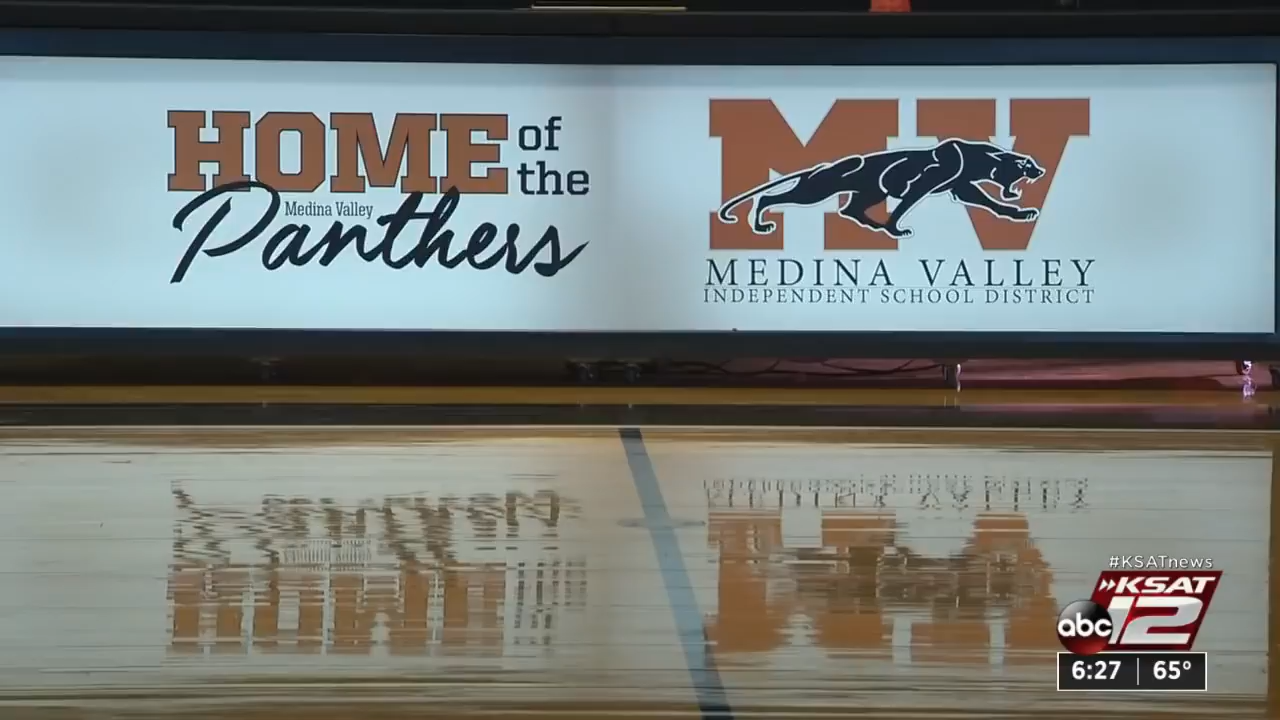 HOME of
the
Medina Valley
Panthers
MV
MEDINA VALLEY
INDEPENDENT SCHOOL DISTRICT
#KSATnews
KSAT
abc 12
6:27 65°